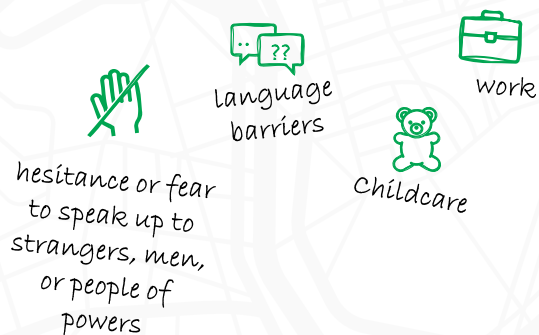 ??
language
barriers
work
Childcare
hesitance or fear
to speak up to
strangers, men,
or people of
powers